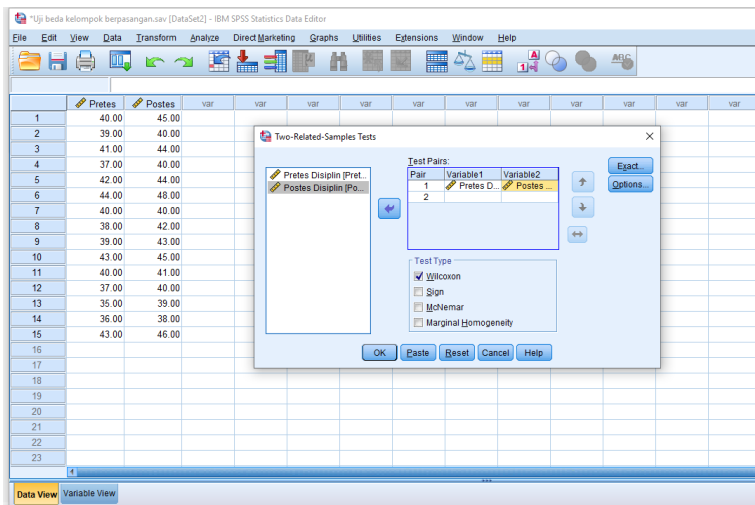 *Uji beda kelompok berpasangan.sav [DataSet2] - IBM SPSS Statistics Data Editor
File Edit View Data Transform Analyze Direct Marketing Graphs Utilities Extensions Window Help
Pretes Postes var var var var var var var var var var
1 40.00 45.00
2 39.00 40.00
3 41.00 44.00
4 37.00 40.00
5 42.00 44.00
6 44.00 48.00
7 40.00 40.00
8 38.00 42.00
9 39.00 43.00
10 43.00 45.00
11 40.00 41.00
12 37.00 40.00
13 35.00 39.00
14 36.00 38.00
15 43.00 46.00
16
17
18
19
20
21
22
23
Two-Related-Samples Tests
Pretes Disiplin [Pret...
Postes Disiplin [Po...
Test Pairs:
Pair Variable1 Variable2
1 Pretes D... Postes ...
2
Exact...
Options...
Test Type
Wilcoxon
Sign
McNemar
Marginal Homogeneity
OK Paste Reset Cancel Help
Data View Variable View